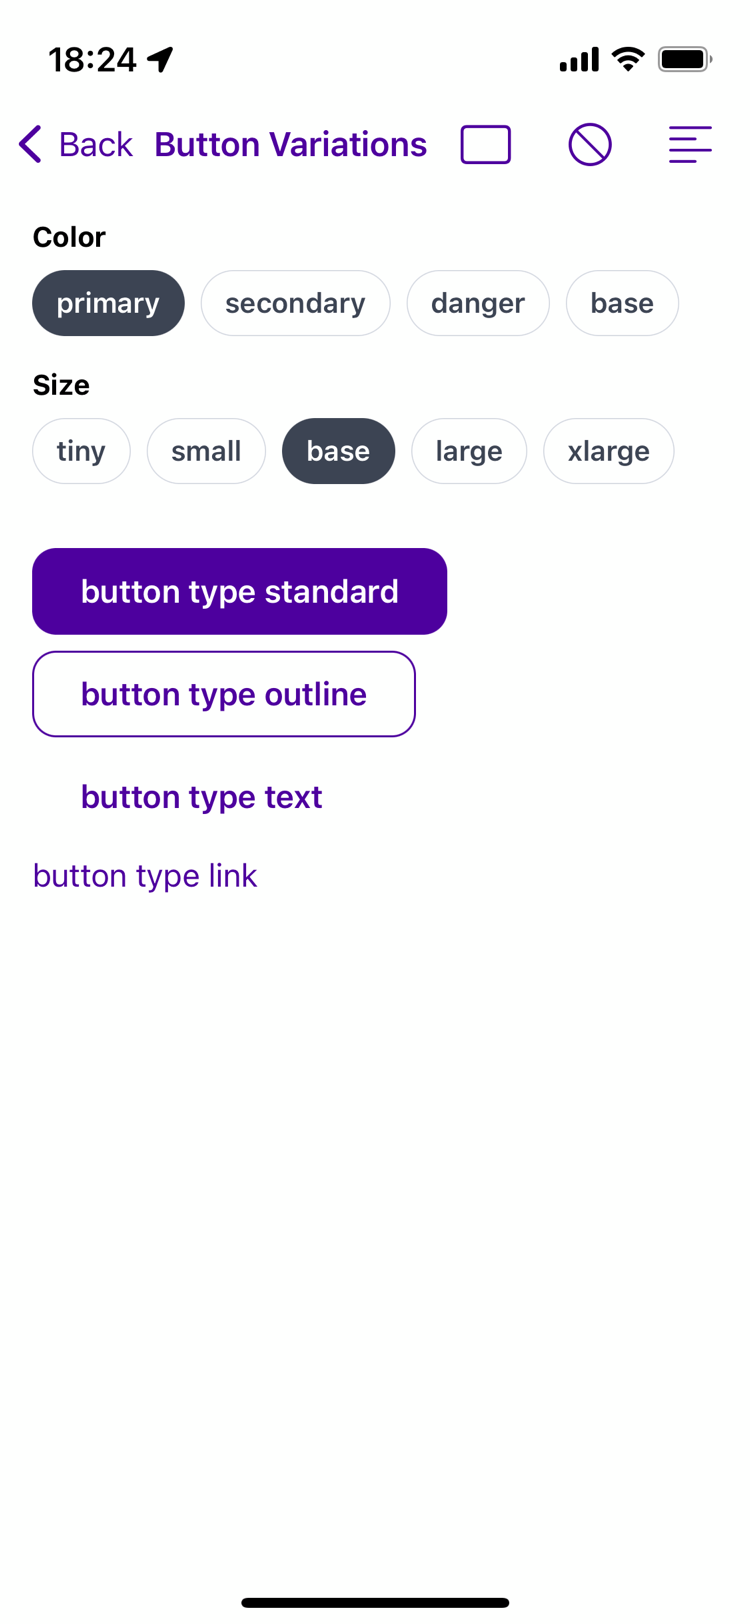 18:24
Back Button Variations
Color
primary secondary danger base
Size
tiny small base large xlarge
button type standard
button type outline
button type text
button type link